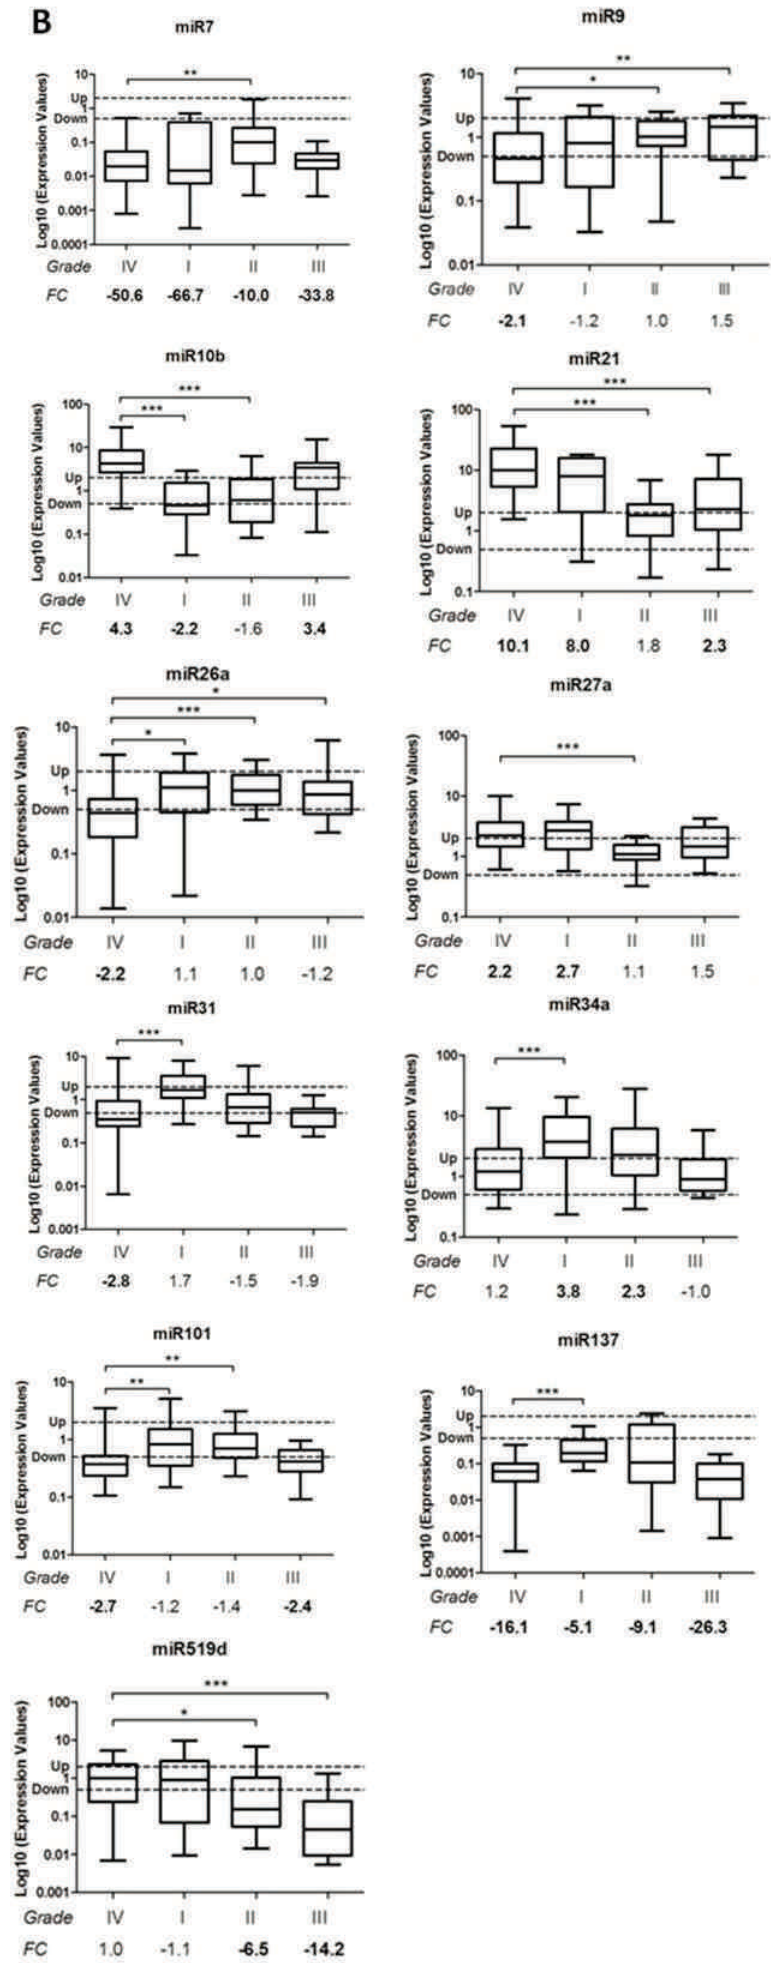 B
miR7
**
10
Up
1
Down
0.1
0.01
0.001
0.0001
Log10 (Expression Values)
Grade IV I II III
FC -50.6 -66.7 -10.0 -33.8
miR9
**
*
10
Up
1
Down
0.1
0.01
Log10 (Expression Values)
Grade IV I II III
FC -2.1 -1.2 1.0 1.5
miR10b
***
***
100
10
Up
1
Down
0.1
0.01
Log10 (Expression Values)
Grade IV I II III
FC 4.3 -2.2 -1.6 3.4
miR21
***
***
100
10
Up
1
Down
0.1
Log10 (Expression Values)
Grade IV I II III
FC 10.1 8.0 1.8 2.3
miR26a
*
***
*
10
Up
1
Down
0.1
0.01
Log10 (Expression Values)
Grade IV I II III
FC -2.2 1.1 1.0 -1.2
miR27a
***
100
10
Up
1
Down
0.1
Log10 (Expression Values)
Grade IV I II III
FC 2.2 2.7 1.1 1.5
miR31
***
10
Up
1
Down
0.1
0.01
0.001
Log10 (Expression Values)
Grade IV I II III
FC -2.8 1.7 -1.5 -1.9
miR34a
***
100
10
Up
1
Down
0.1
Log10 (Expression Values)
Grade IV I II III
FC 1.2 3.8 2.3 -1.0
miR101
**
**
10
Up
1
Down
0.1
0.01
Log10 (Expression Values)
Grade IV I II III
FC -2.7 -1.2 -1.4 -2.4
miR137
***
10
Up
1
Down
0.1
0.01
0.001
0.0001
Log10 (Expression Values)
Grade IV I II III
FC -16.1 -5.1 -9.1 -26.3
miR519d
***
*
100
10
Up
1
Down
0.1
0.01
0.001
Log10 (Expression Values)
Grade IV I II III
FC 1.0 -1.1 -6.5 -14.2